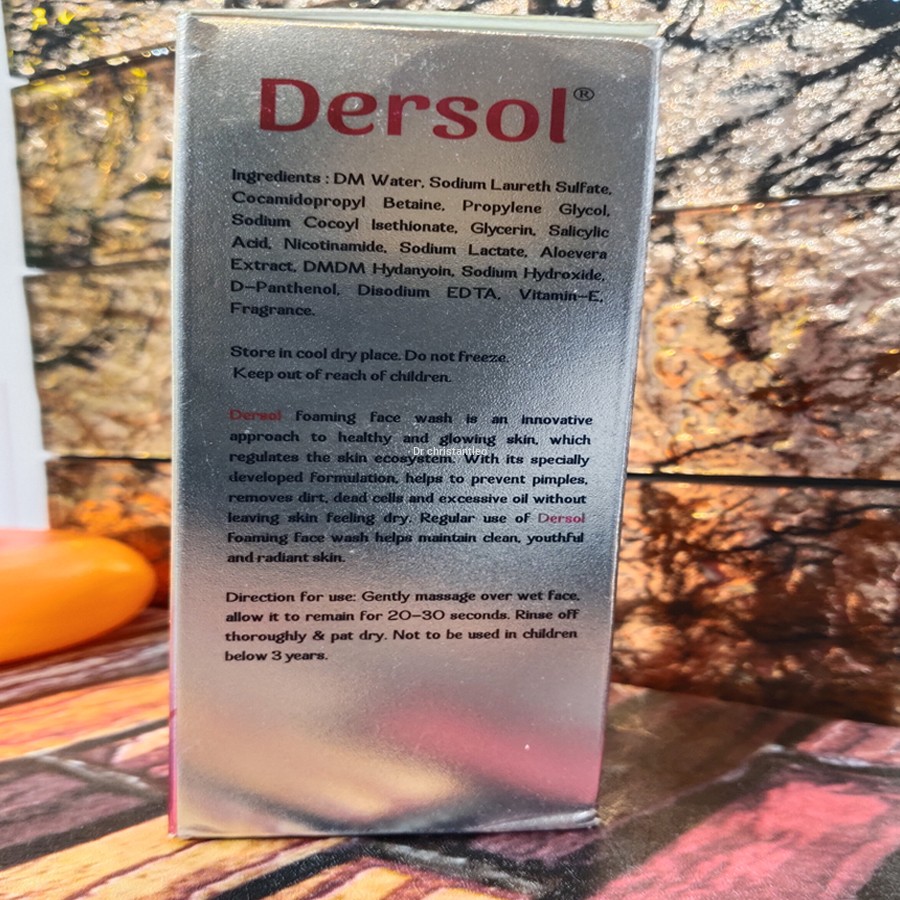 Dersol®
Ingredients : DM Water, Sodium Laureth Sulfate,
Cocamidopropyl Betaine, Propylene Glycol,
Sodium Cocoyl Isethionate, Glycerin, Salicylic
Acid, Nicotinamide, Sodium Lactate, Aloevera
Extract, DMDM Hydanyoin, Sodium Hydroxide,
D-Panthenol, Disodium EDTA, Vitamin-E,
Fragrance.
Store in cool dry place. Do not freeze.
Keep out of reach of children.
Dersol foaming face wash is an innovative
approach to healthy and glowing skin, which
regulates the skin ecosystem. With its specially
Dr christantleo
developed formulation, helps to prevent pimples,
removes dirt, dead cells and excessive oil without
leaving skin feeling dry. Regular use of Dersol
foaming face wash helps maintain clean, youthful
and radiant skin.
Direction for use: Gently massage over wet face,
allow it to remain for 20-30 seconds. Rinse off
thoroughly & pat dry. Not to be used in children
below 3 years.